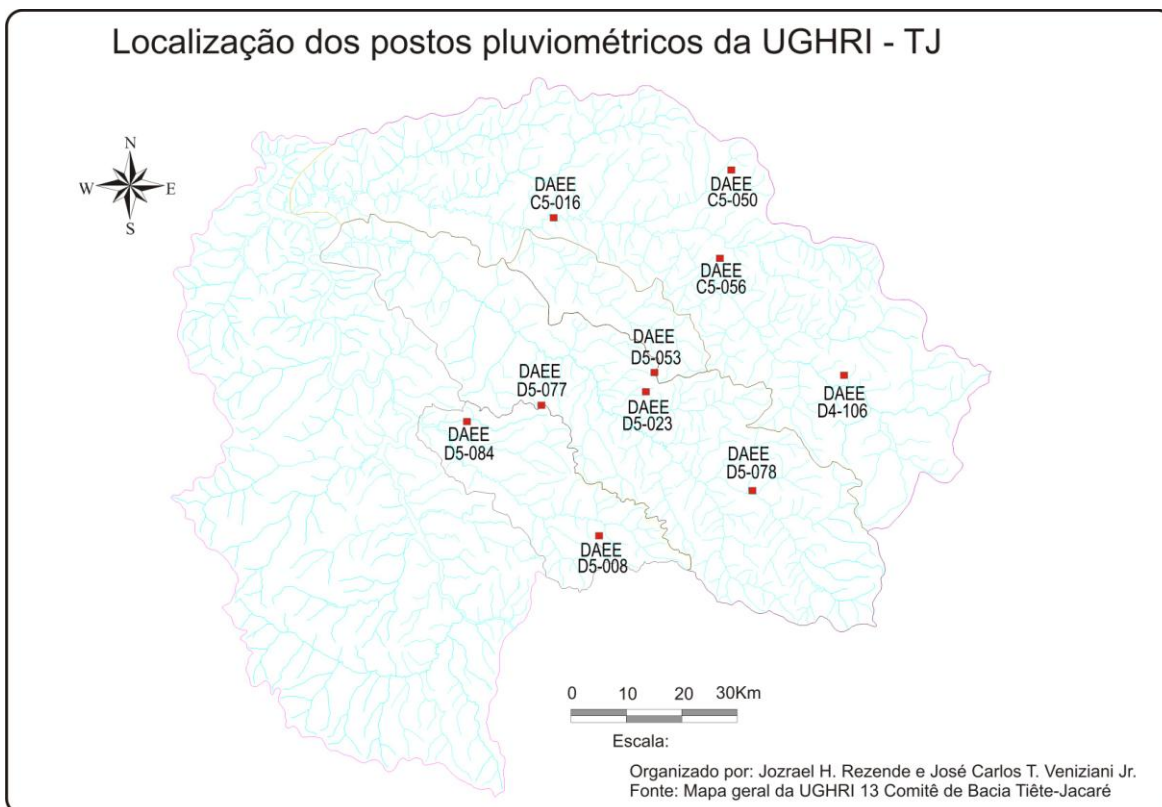 Localização dos postos pluviométricos da UGHRI - TJ
N
W E
S
DAEE
C5-016
DAEE
C5-050
DAEE
C5-056
DAEE
D5-053
DAEE
D5-077
DAEE
D4-106
DAEE
D5-023
DAEE
D5-084
DAEE
D5-078
DAEE
D5-008
0 10 20 30Km
Escala:
Organizado por: Jozrael H. Rezende e José Carlos T. Veniziani Jr.
Fonte: Mapa geral da UGHRI 13 Comitê de Bacia Tiête-Jacaré